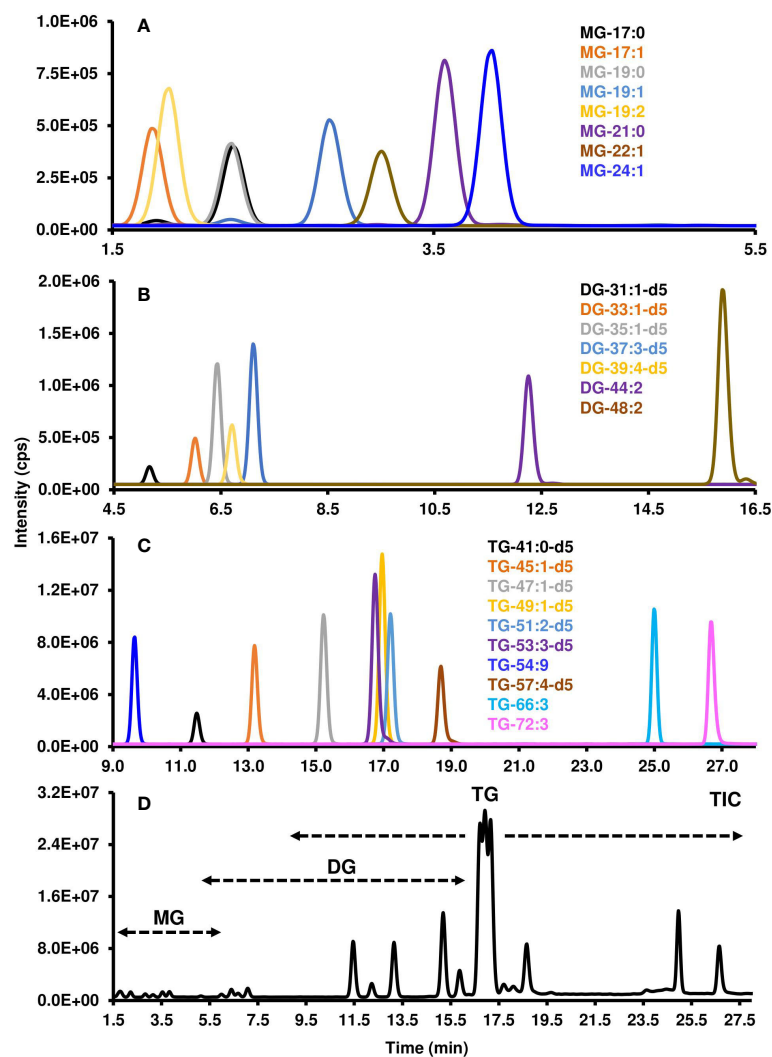 A
1.0E+06
7.5E+05
5.0E+05
2.5E+05
0.0E+00
1.5 3.5 5.5
MG-17:0
MG-17:1
MG-19:0
MG-19:1
MG-19:2
MG-21:0
MG-22:1
MG-24:1
B
2.0E+06
1.5E+06
1.0E+06
5.0E+05
0.0E+00
4.5 6.5 8.5 10.5 12.5 14.5 16.5
DG-31:1-d5
DG-33:1-d5
DG-35:1-d5
DG-37:3-d5
DG-39:4-d5
DG-44:2
DG-48:2
Intensity (cps)
C
1.6E+07
1.2E+07
8.0E+06
4.0E+06
0.0E+00
9.0 11.0 13.0 15.0 17.0 19.0 21.0 23.0 25.0 27.0
TG-41:0-d5
TG-45:1-d5
TG-47:1-d5
TG-49:1-d5
TG-51:2-d5
TG-53:3-d5
TG-54:9
TG-57:4-d5
TG-66:3
TG-72:3
D
3.2E+07
2.4E+07
1.6E+07
8.0E+06
0.0E+00
TG
TIC
DG
MG
1.5 3.5 5.5 7.5 9.5 11.5 13.5 15.5 17.5 19.5 21.5 23.5 25.5 27.5
Time (min)